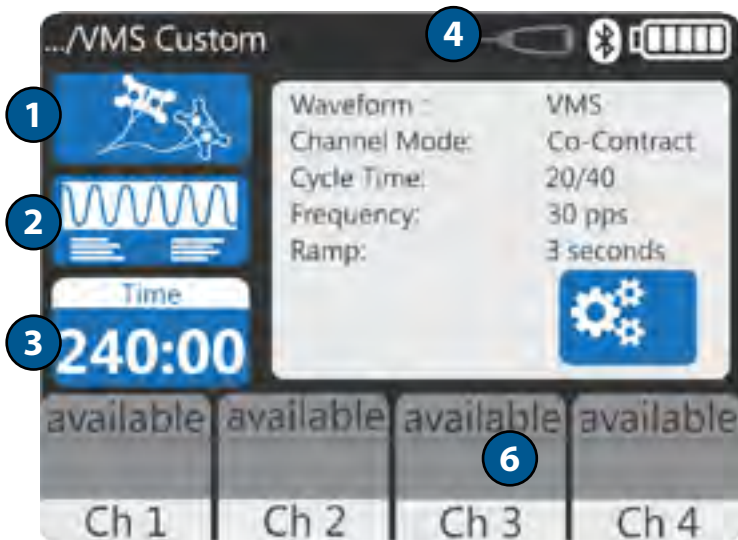 .../VMS Custom
4
1
Waveform : VMS
Channel Mode: Co-Contract
Cycle Time: 20/40
2
Frequency: 30 pps
Ramp: 3 seconds
Time
3
240:00
available available available available
6
Ch 1 Ch 2 Ch 3 Ch 4